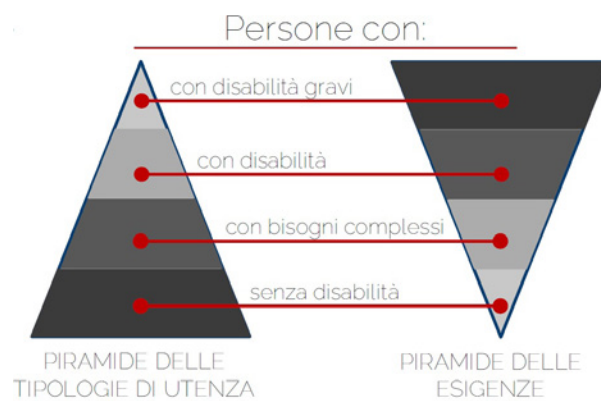 Persone con:
con disabilità gravi
con disabilità
con bisogni complessi
senza disabilità
PIRAMIDE DELLE
TIPOLOGIE DI UTENZA
PIRAMIDE DELLE
ESIGENZE